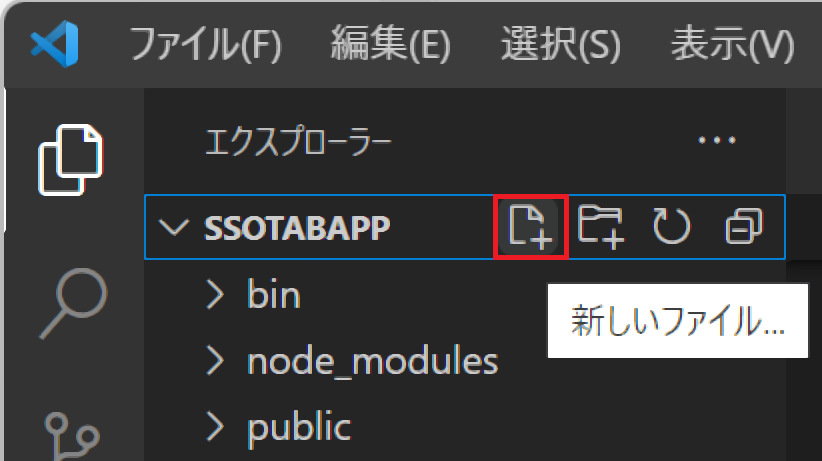 ファイル(F) 編集(E) 選択(S) 表示(V)
エクスプローラー ...
SSOTABAPP
bin
新しいファイル...
node_modules
public